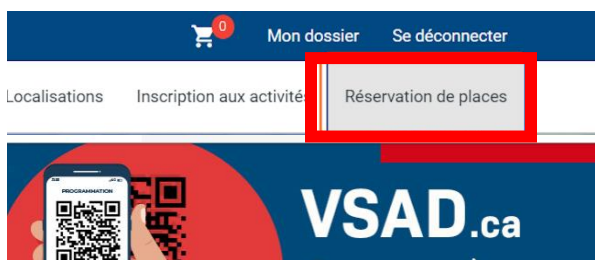 0
Mon dossier Se déconnecter
Localisations Inscription aux activités Réservation de places
PROGRAMMATION
VSAD.ca